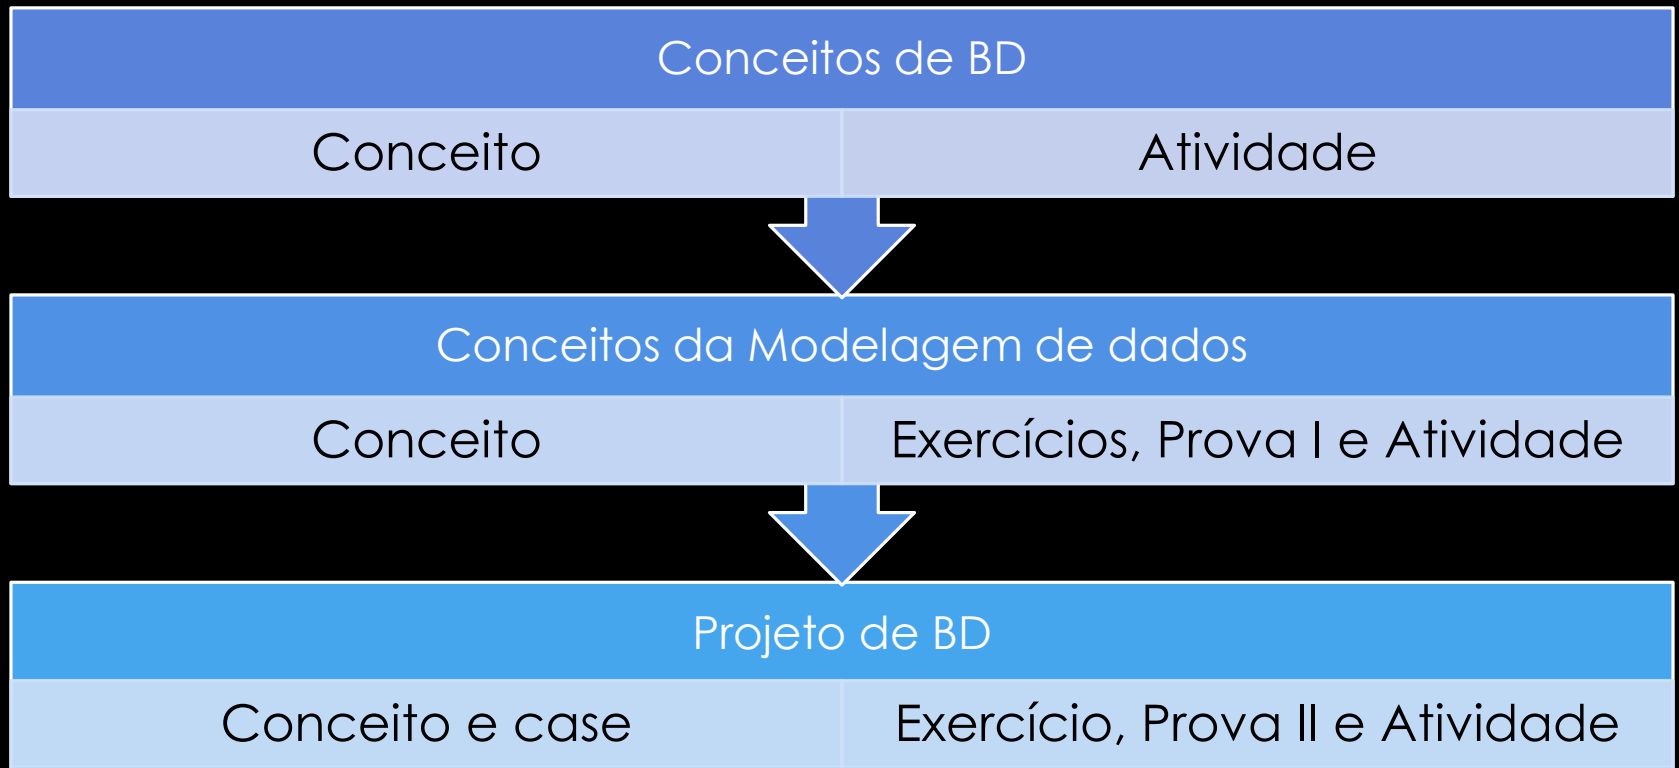 Conceitos de BD
Conceito
Atividade
Conceitos da Modelagem de dados
Conceito
Exercícios, Prova I e Atividade
Projeto de BD
Conceito e case
Exercício, Prova II e Atividade